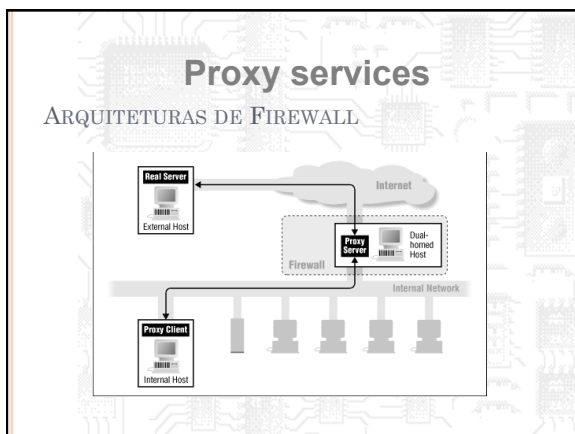 Proxy services
ARQUITETURAS DE FIREWALL
Real Server
External Host
Internet
Proxy
Server
Dual-
homed
Host
Firewall
Internal Network
Proxy Client
Internal Host